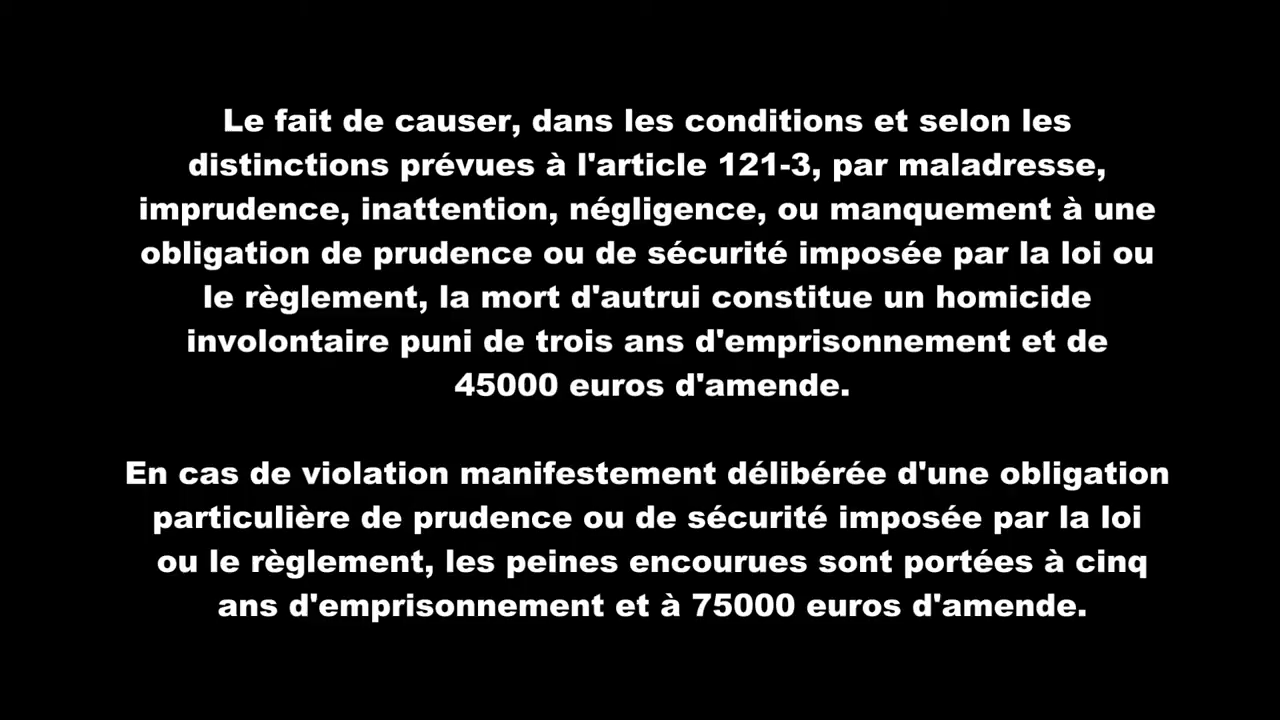 Le fait de causer, dans les conditions et selon les
distinctions prévues à l'article 121-3, par maladresse,
imprudence, inattention, négligence, ou manquement à une
obligation de prudence ou de sécurité imposée par la loi ou
le règlement, la mort d'autrui constitue un homicide
involontaire puni de trois ans d'emprisonnement et de
45000 euros d'amende.
En cas de violation manifestement délibérée d'une obligation
particulière de prudence ou de sécurité imposée par la loi
ou le règlement, les peines encourues sont portées à cinq
ans d'emprisonnement et à 75000 euros d'amende.